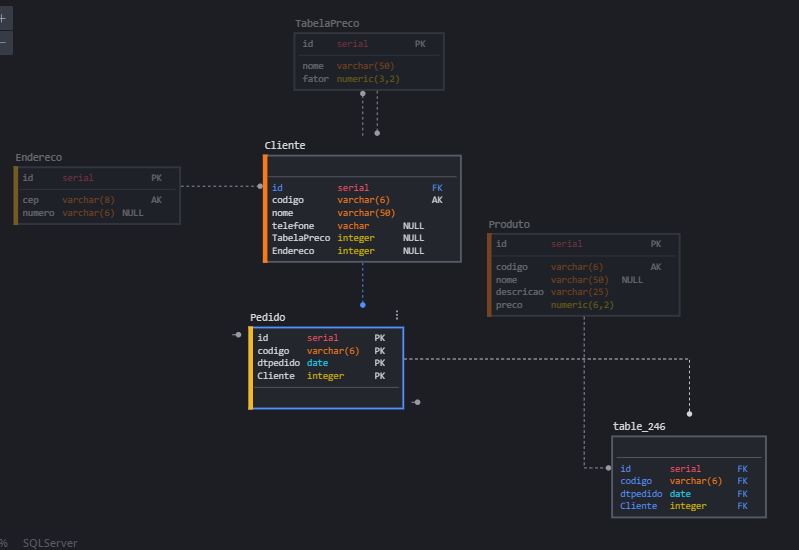 TabelaPreco
id serial PK
nome varchar(50)
fator numeric(3,2)
Cliente
id serial FK
codigo varchar(6) AK
nome varchar(50)
telefone vachar NULL
TabelaPreco integer NULL
Endereco integer NULL
Endereco
id serial PK
cep varchar(8) AK
numero varchar(6) NULL
Produto
id serial PK
codigo varchar(6) AK
nome varchar(50) NULL
descricao varchar(25)
preco numeric(6,2)
Pedido
id serial PK
codigo varchar(6) PK
dtpedido date PK
Cliente integer PK
table_246
id serial FK
codigo varchar(6) FK
dtpedido date FK
Cliente integer FK
% SQLServer